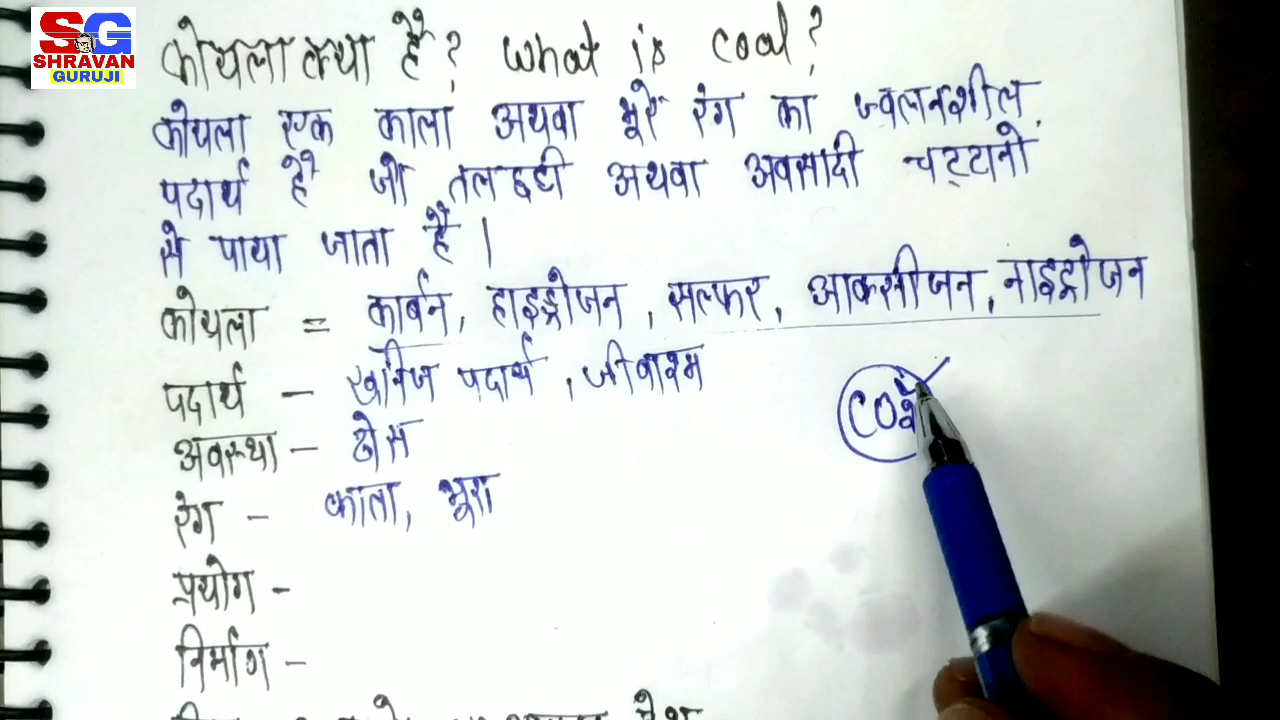 SG
SHRAVAN
GURUJI
कोयला क्या है? What is coal?
कोयला एक काला अथवा भूरे रंग का ज्वलनशील
पदार्थ है जो तलछटी अथवा अवसादी चट्टानो
से पाया जाता है।
कोयला = कार्बन, हाइड्रोजन, सल्फर, आक्सीजन, नाइट्रोजन
पदार्थ - खनिज पदार्थ, जीवाश्म
अवस्था - ठोस
रंग - काला, भूरा
प्रयोग -
निर्माण -